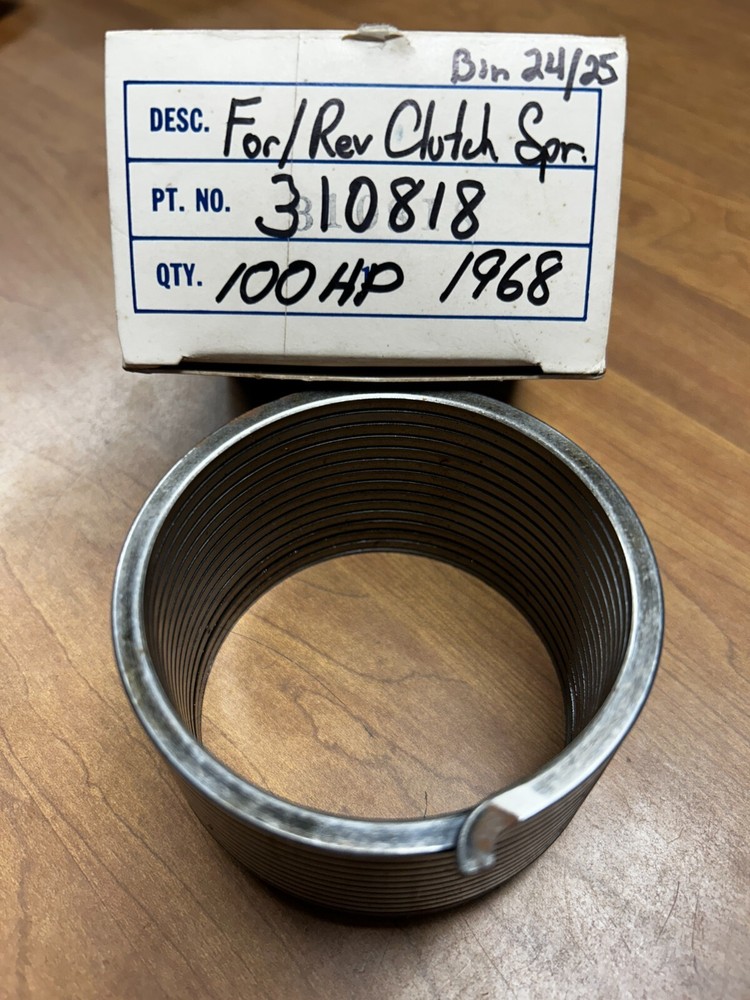 Bin 24/25
DESC. For/Rev Clutch Spr.
PT. NO. 310818
QTY. 100 HP 1968